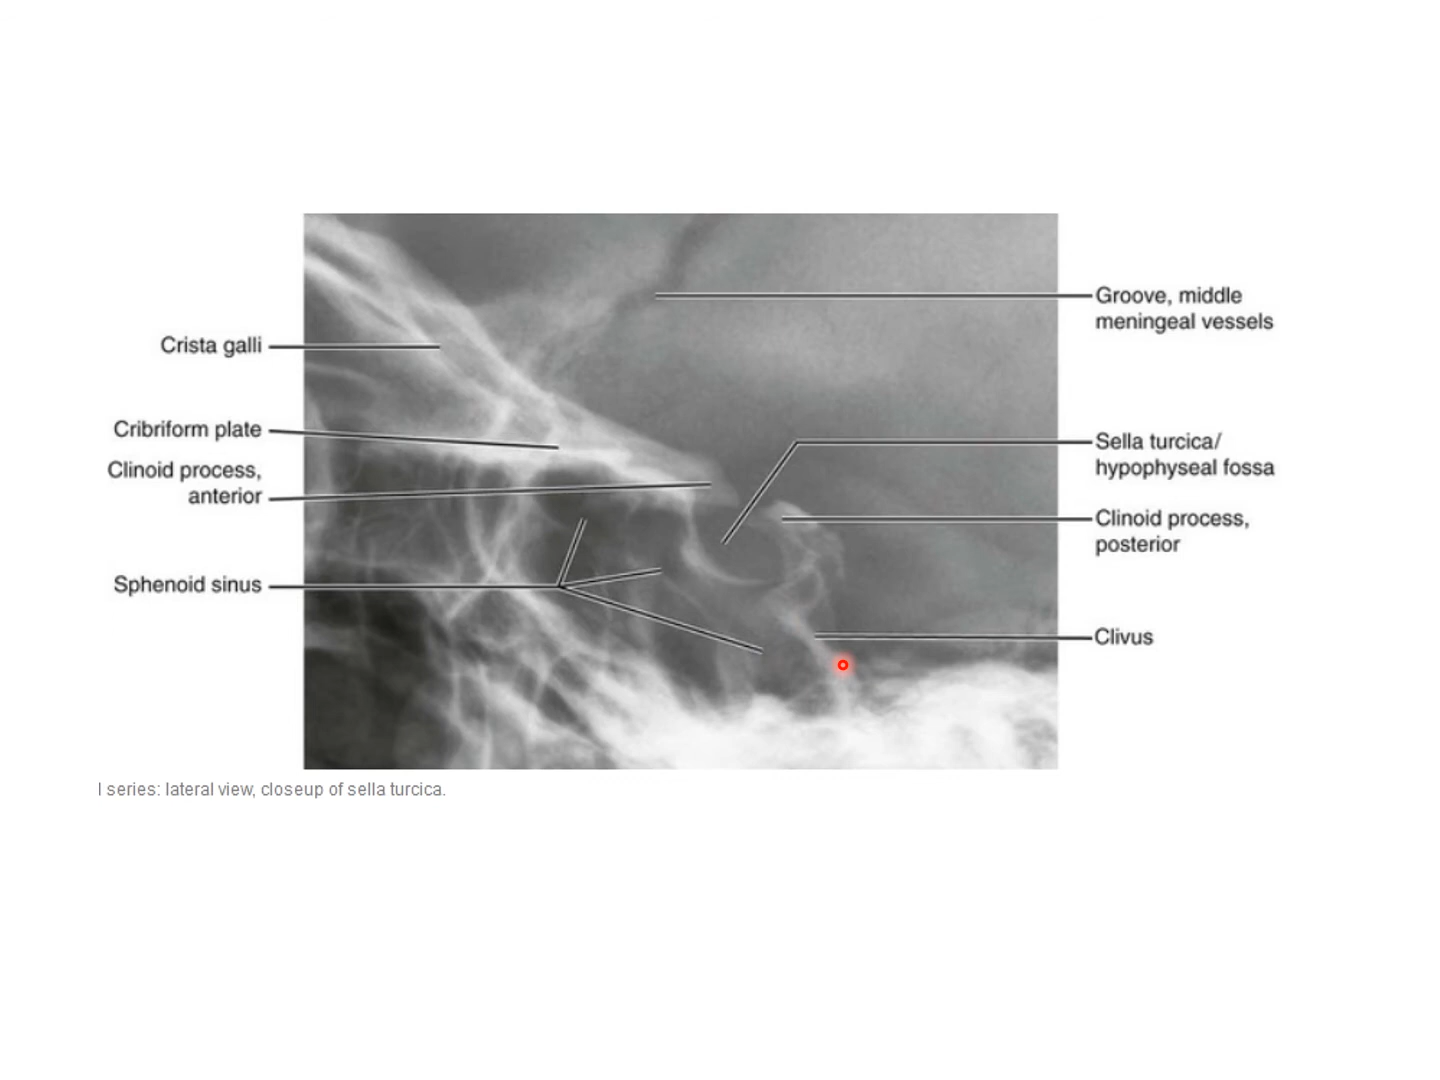 Groove, middle
meningeal vessels
Crista galli
Cribriform plate
Clinoid process,
anterior
Sella turcica/
hypophyseal fossa
Clinoid process,
posterior
Sphenoid sinus
Clivus
l series: lateral view, closeup of sella turcica.